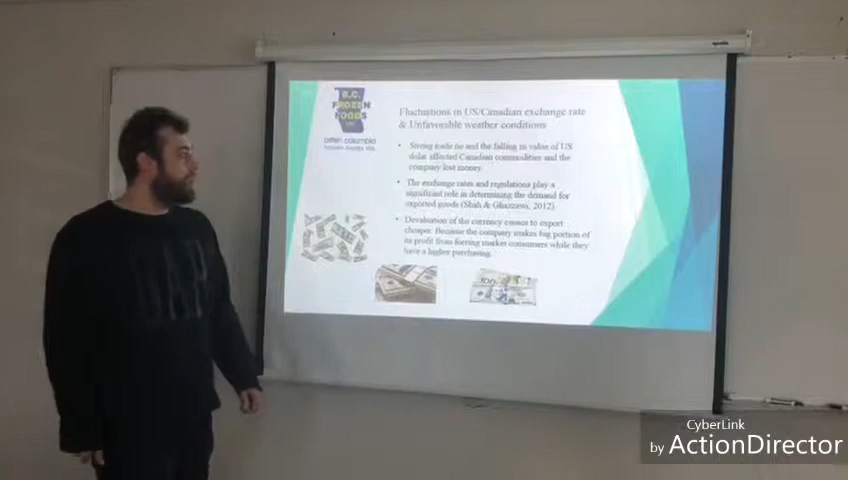 B.C.
FROZEN
FOODS
Fluctuations in US/Canadian exchange rate
& Unfavorable weather conditions
• Strong trade tie and the falling in value of US
dolar affected Canadian commodities and the
company lost money.
• The exchange rates and regulations play a
significant role in determining the demand for
exported goods (Shah & Ghazzawi, 2012).
• Devaluation of the currency causes to export
cheaper. Because the company makes big portion of
its profit from forring market consumers while they
have a higher purchasing.
CyberLink
by ActionDirector